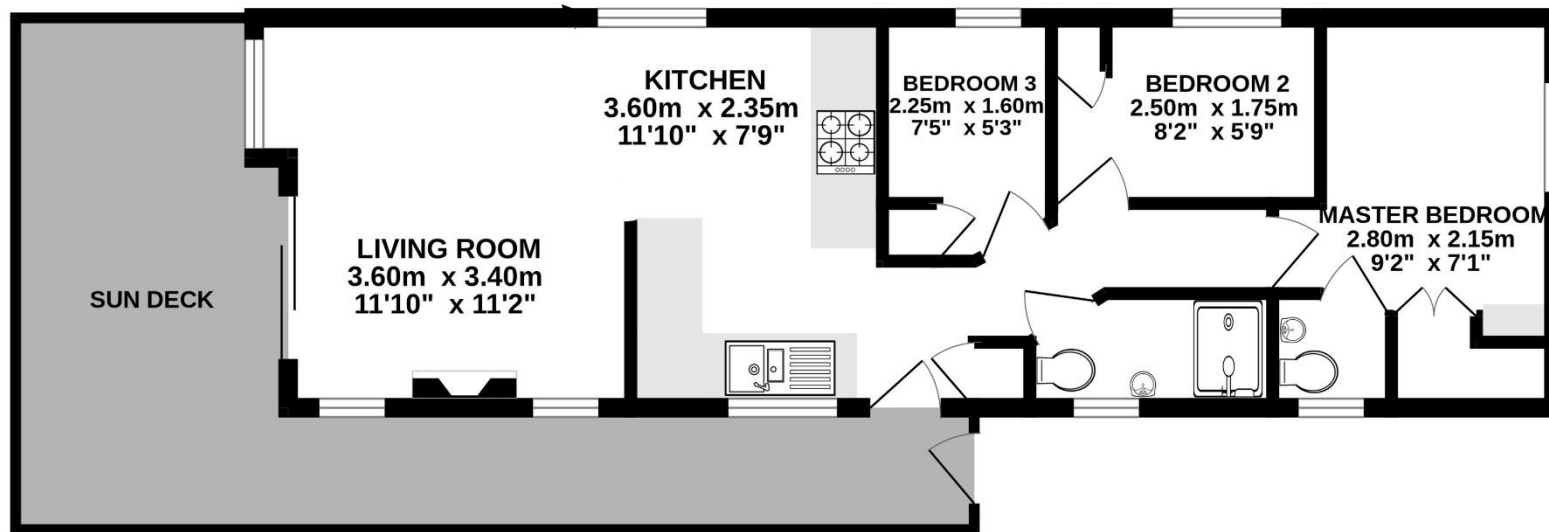 KITCHEN
3.60m x 2.35m
11'10" x 7'9"
BEDROOM 3
2.25m x 1.60m
7'5" x 5'3"
BEDROOM 2
2.50m x 1.75m
8'2" x 5'9"
MASTER BEDROOM
2.80m x 2.15m
9'2" x 7'1"
LIVING ROOM
3.60m x 3.40m
11'10" x 11'2"
SUN DECK